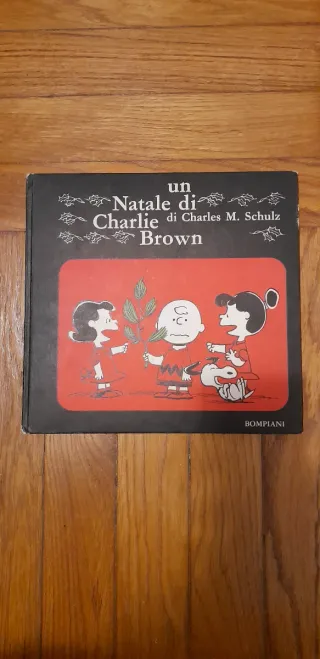 un
Natale di
Charlie di Charles M. Schulz
Brown
BOMPIANI